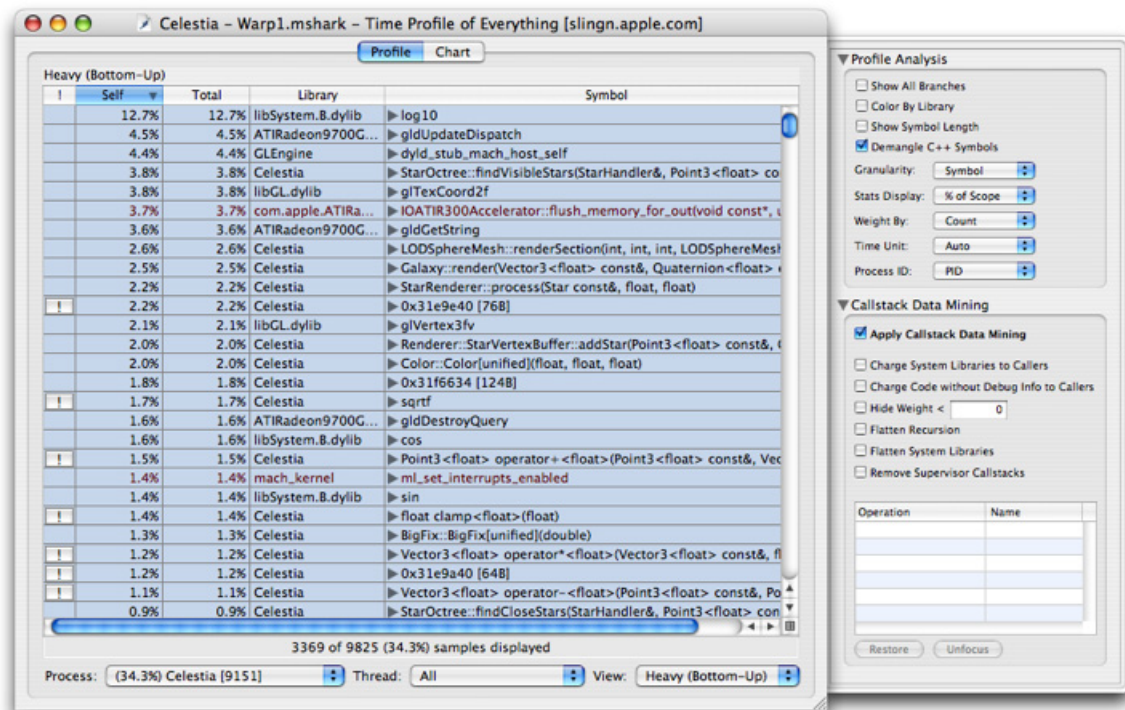 Celestia – Warp1.mshark – Time Profile of Everything [slingn.apple.com]
Profile Chart
Heavy (Bottom-Up)
! Self Total Library Symbol
12.7% 12.7% libSystem.B.dylib log10
4.5% 4.5% ATIRadeon9700G... gldUpdateDispatch
4.4% 4.4% GLEngine dyld_stub_mach_host_self
3.8% 3.8% Celestia StarOctree::findVisibleStars(StarHandler&, Point3<float> co
3.8% 3.8% libGL.dylib glTexCoord2f
3.7% 3.7% com.apple.ATIRa... IOATIR300Accelerator::flush_memory_for_out(void const*, u
3.6% 3.6% ATIRadeon9700G... gldGetString
2.6% 2.6% Celestia LODSphereMesh::renderSection(int, int, int, LODSphereMesh
2.5% 2.5% Celestia Galaxy::render(Vector3<float> const&, Quaternion<float>
2.2% 2.2% Celestia StarRenderer::process(Star const&, float, float)
! 2.2% 2.2% Celestia 0x31e9e40 [76B]
2.1% 2.1% libGL.dylib glVertex3fv
2.0% 2.0% Celestia Renderer::StarVertexBuffer::addStar(Point3<float> const&,
2.0% 2.0% Celestia Color::Color[unified](float, float, float)
1.8% 1.8% Celestia 0x31f6634 [124B]
! 1.7% 1.7% Celestia sqrtf
1.6% 1.6% ATIRadeon9700G... gldDestroyQuery
1.6% 1.6% libSystem.B.dylib cos
! 1.5% 1.5% Celestia Point3<float> operator+<float>(Point3<float> const&, Vec
1.4% 1.4% mach_kernel ml_set_interrupts_enabled
1.4% 1.4% libSystem.B.dylib sin
! 1.4% 1.4% Celestia float clamp<float>(float)
1.3% 1.3% Celestia BigFix::BigFix[unified](double)
! 1.2% 1.2% Celestia Vector3<float> operator*<float>(Vector3<float> const&, fl
! 1.2% 1.2% Celestia 0x31e9a40 [64B]
! 1.1% 1.1% Celestia Vector3<float> operator-<float>(Point3<float> const&, Po
0.9% 0.9% Celestia StarOctree::findCloseStars(StarHandler&, Point3<float> con
3369 of 9825 (34.3%) samples displayed
Process: (34.3%) Celestia [9151] Thread: All View: Heavy (Bottom-Up)
Profile Analysis
Show All Branches
Color By Library
Show Symbol Length
Demangle C++ Symbols
Granularity: Symbol
Stats Display: % of Scope
Weight By: Count
Time Unit: Auto
Process ID: PID
Callstack Data Mining
Apply Callstack Data Mining
Charge System Libraries to Callers
Charge Code without Debug Info to Callers
Hide Weight < 0
Flatten Recursion
Flatten System Libraries
Remove Supervisor Callstacks
Operation Name
Restore Unfocus